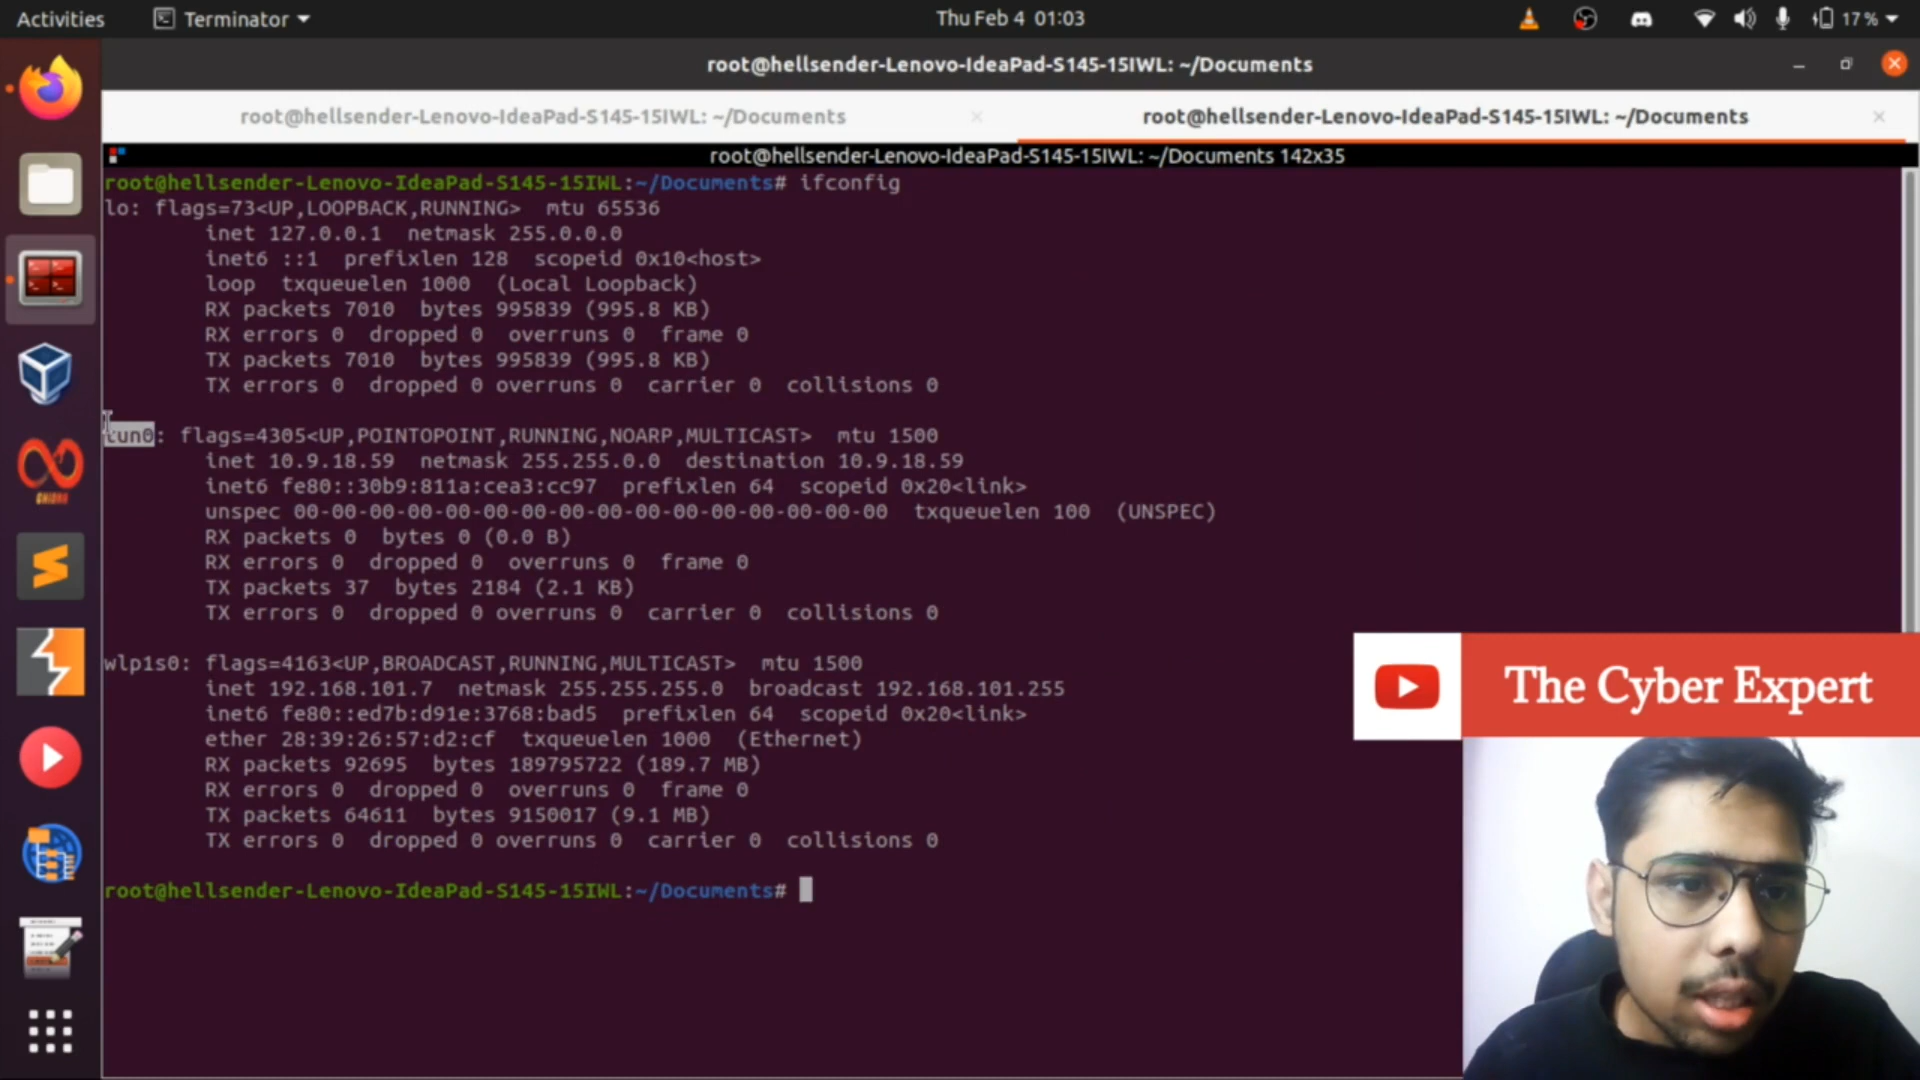 Activities
Terminator
Thu Feb 4 01:03
17 %
root@hellsender-Lenovo-IdeaPad-S145-15IWL: ~/Documents
root@hellsender-Lenovo-IdeaPad-S145-15IWL: ~/Documents
root@hellsender-Lenovo-IdeaPad-S145-15IWL: ~/Documents
root@hellsender-Lenovo-IdeaPad-S145-15IWL: ~/Documents 142x35
root@hellsender-Lenovo-IdeaPad-S145-15IWL:~/Documents# ifconfig
lo: flags=73<UP,LOOPBACK,RUNNING> mtu 65536
inet 127.0.0.1 netmask 255.0.0.0
inet6 ::1 prefixlen 128 scopeid 0x10<host>
loop txqueuelen 1000 (Local Loopback)
RX packets 7010 bytes 995839 (995.8 KB)
RX errors 0 dropped 0 overruns 0 frame 0
TX packets 7010 bytes 995839 (995.8 KB)
TX errors 0 dropped 0 overruns 0 carrier 0 collisions 0
tun0: flags=4305<UP,POINTOPOINT,RUNNING,NOARP,MULTICAST> mtu 1500
inet 10.9.18.59 netmask 255.255.0.0 destination 10.9.18.59
inet6 fe80::30b9:811a:cea3:cc97 prefixlen 64 scopeid 0x20<link>
unspec 00-00-00-00-00-00-00-00-00-00-00-00-00-00-00-00 txqueuelen 100 (UNSPEC)
RX packets 0 bytes 0 (0.0 B)
RX errors 0 dropped 0 overruns 0 frame 0
TX packets 37 bytes 2184 (2.1 KB)
TX errors 0 dropped 0 overruns 0 carrier 0 collisions 0
wlp1s0: flags=4163<UP,BROADCAST,RUNNING,MULTICAST> mtu 1500
inet 192.168.101.7 netmask 255.255.255.0 broadcast 192.168.101.255
inet6 fe80::ed7b:d91e:3768:bad5 prefixlen 64 scopeid 0x20<link>
ether 28:39:26:57:d2:cf txqueuelen 1000 (Ethernet)
RX packets 92695 bytes 189795722 (189.7 MB)
RX errors 0 dropped 0 overruns 0 frame 0
TX packets 64611 bytes 9150017 (9.1 MB)
TX errors 0 dropped 0 overruns 0 carrier 0 collisions 0
root@hellsender-Lenovo-IdeaPad-S145-15IWL:~/Documents#
The Cyber Expert